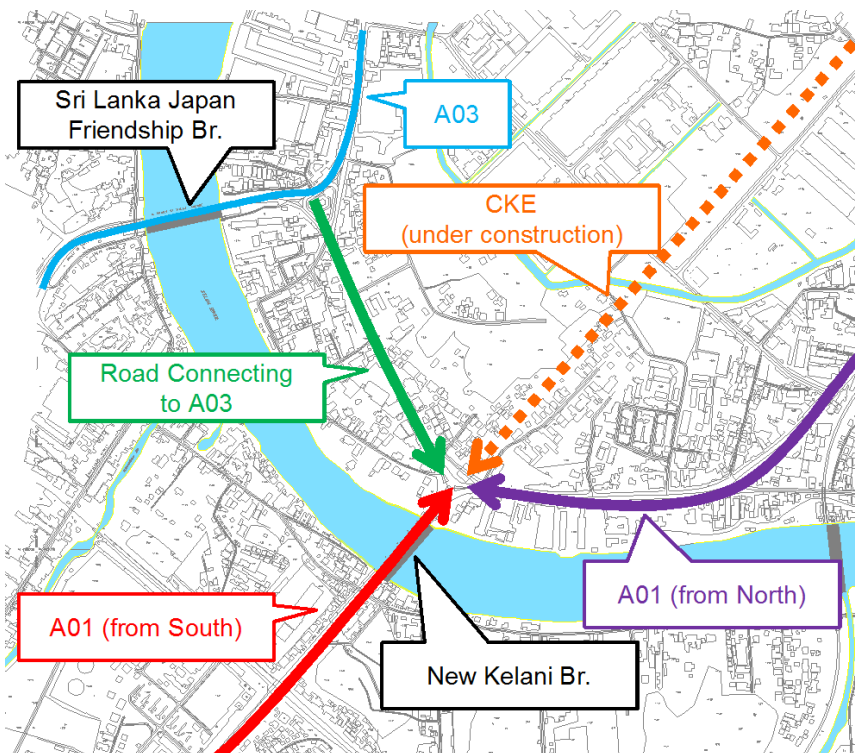 Sri Lanka Japan
Friendship Br.
A03
CKE
(under construction)
Road Connecting
to A03
A01 (from South)
A01 (from North)
New Kelani Br.